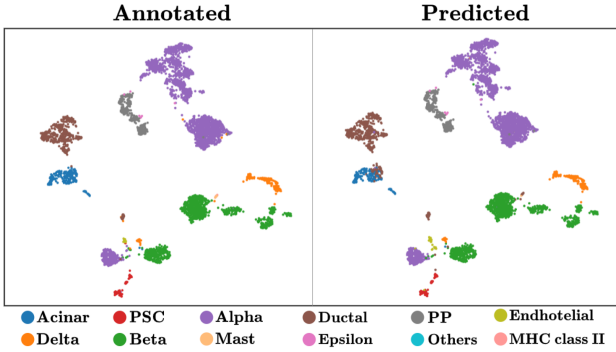 Annotated Predicted
Acinar PSC Alpha Ductal PP Endhotelial
Delta Beta Mast Epsilon Others MHC class II